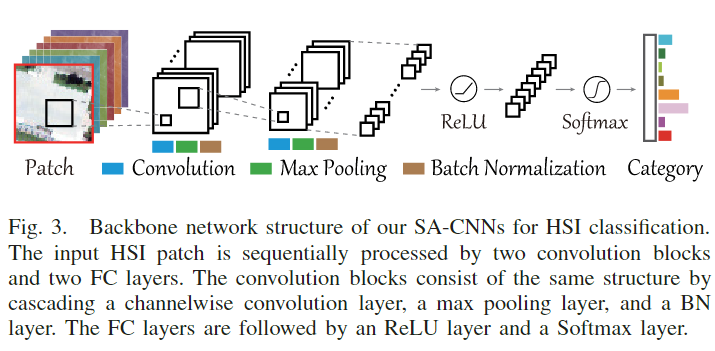 ReLU
Softmax
Patch
Convolution
Max Pooling
Batch Normalization
Category
Fig. 3. Backbone network structure of our SA-CNNs for HSI classification.
The input HSI patch is sequentially processed by two convolution blocks
and two FC layers. The convolution blocks consist of the same structure by
cascading a channelwise convolution layer, a max pooling layer, and a BN
layer. The FC layers are followed by an ReLU layer and a Softmax layer.